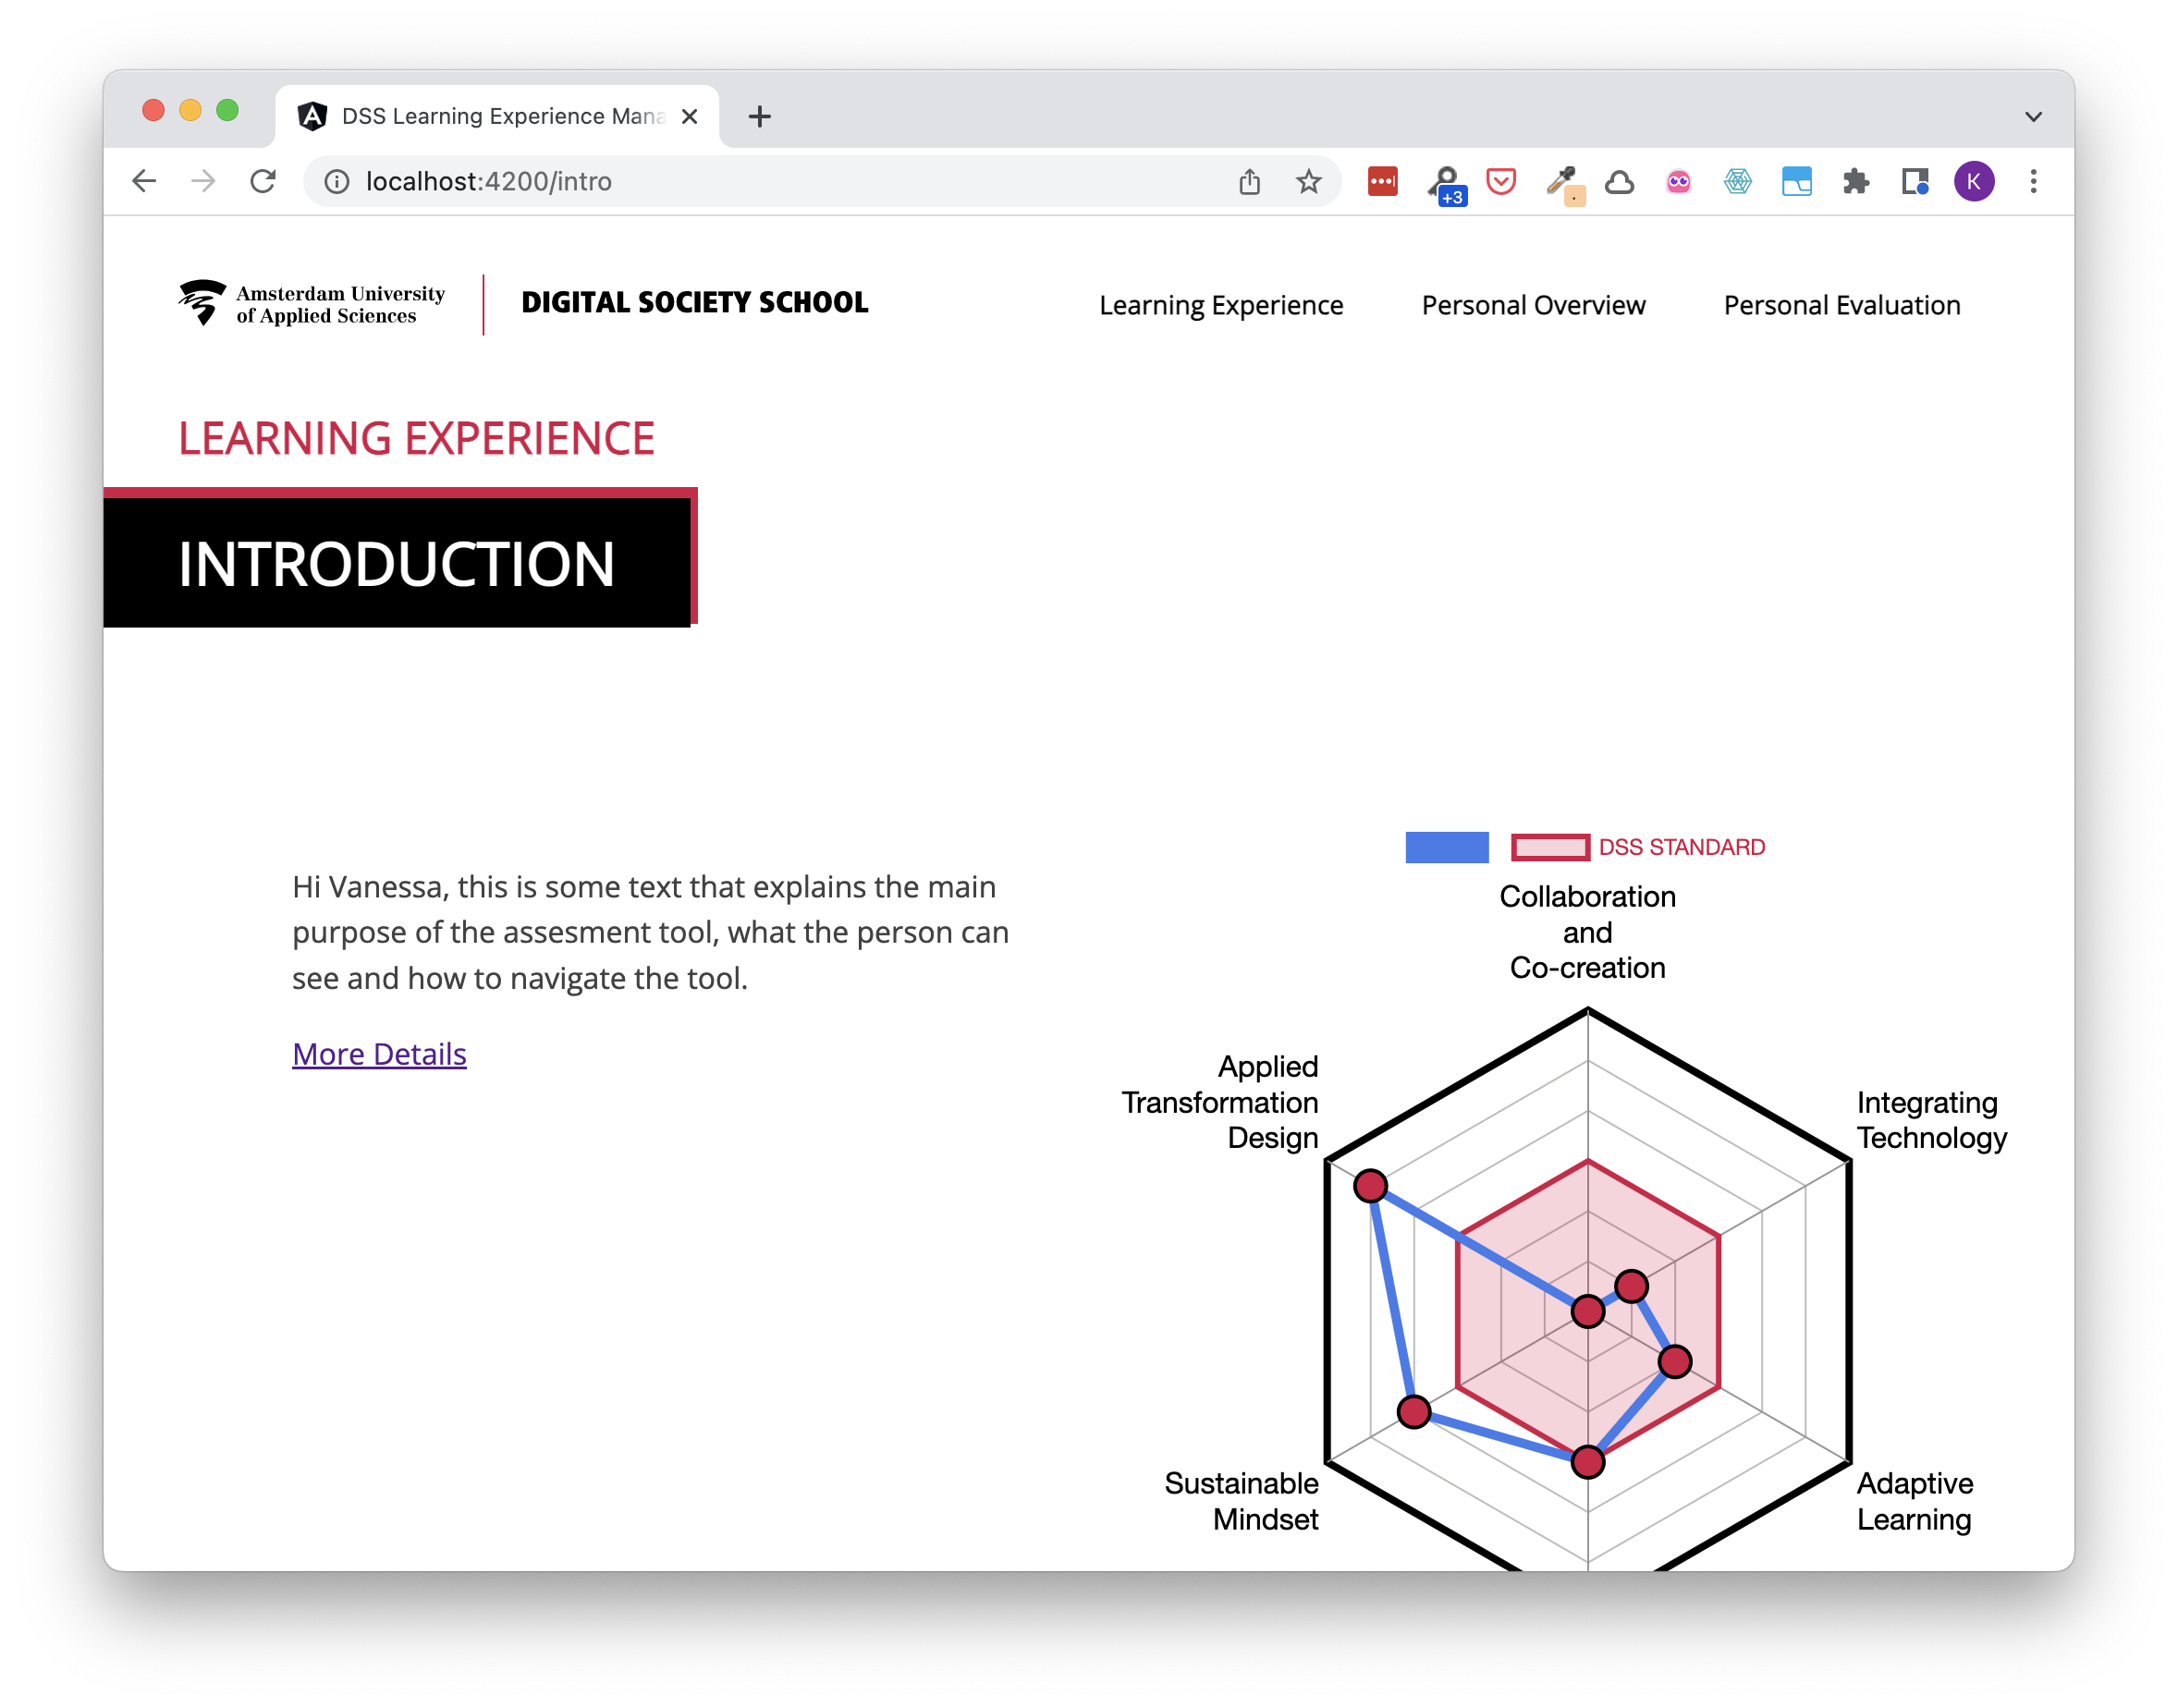 DSS Learning Experience Mana
localhost:4200/intro
+3
K
Amsterdam University
of Applied Sciences
DIGITAL SOCIETY SCHOOL
Learning Experience
Personal Overview
Personal Evaluation
LEARNING EXPERIENCE
INTRODUCTION
Hi Vanessa, this is some text that explains the main
purpose of the assesment tool, what the person can
see and how to navigate the tool.
More Details
DSS STANDARD
Collaboration
and
Co-creation
Applied
Transformation
Design
Integrating
Technology
Sustainable
Mindset
Adaptive
Learning